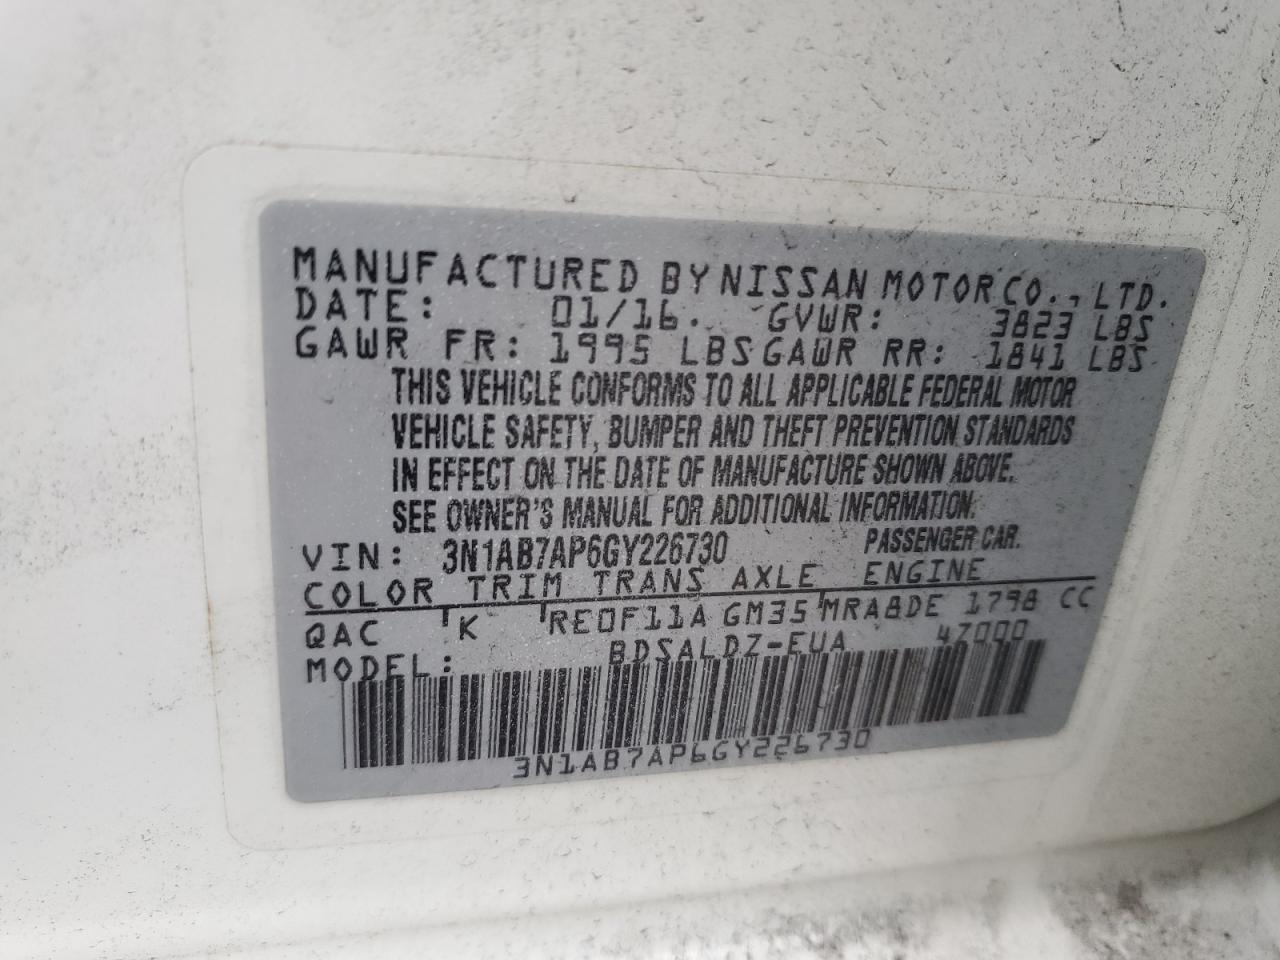 MANUFACTURED BY NISSAN MOTOR CO., LTD.
DATE: 01/16. GVWR: 3823 LBS
GAWR FR: 1995 LBS GAWR RR: 1841 LBS
THIS VEHICLE CONFORMS TO ALL APPLICABLE FEDERAL MOTOR
VEHICLE SAFETY, BUMPER AND THEFT PREVENTION STANDARDS
IN EFFECT ON THE DATE OF MANUFACTURE SHOWN ABOVE.
SEE OWNER'S MANUAL FOR ADDITIONAL INFORMATION.
VIN: 3N1AB7AP6GY226730 PASSENGER CAR.
COLOR TRIM TRANS AXLE ENGINE
QAC K RE0F11A GM35 MRA8DE 1798 CC
MODEL: BDSALDZ-EUA 47000
3N1AB7AP6GY226730